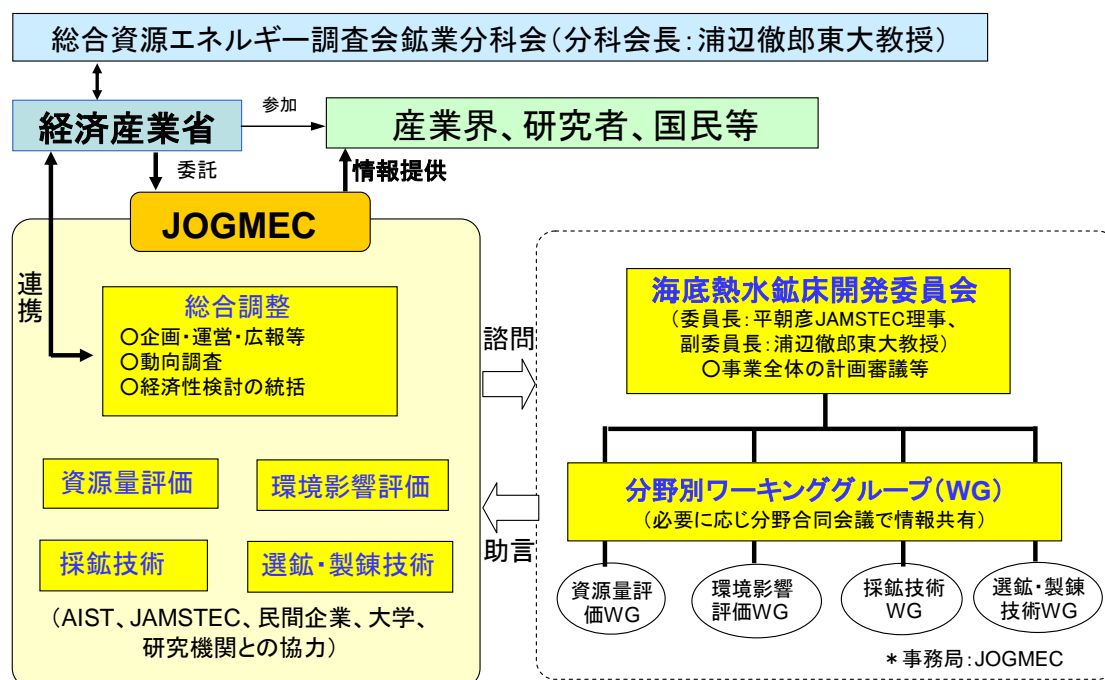 総合資源エネルギー調査会鉱業分科会(分科会長:浦辺徹郎東大教授)
経済産業省
参加
産業界、研究者、国民等
委託
情報提供
JOGMEC
連携
総合調整
○企画・運営・広報等
○動向調査
○経済性検討の統括
資源量評価
環境影響評価
採鉱技術
選鉱・製錬技術
(AIST、JAMSTEC、民間企業、大学、
研究機関との協力)
諮問
助言
海底熱水鉱床開発委員会
(委員長:平朝彦JAMSTEC理事、
副委員長:浦辺徹郎東大教授)
○事業全体の計画審議等
分野別ワーキンググループ(WG)
(必要に応じ分野合同会議で情報共有)
資源量評
価WG
環境影響
評価WG
採鉱技術
WG
選鉱・製錬
技術WG
*事務局:JOGMEC